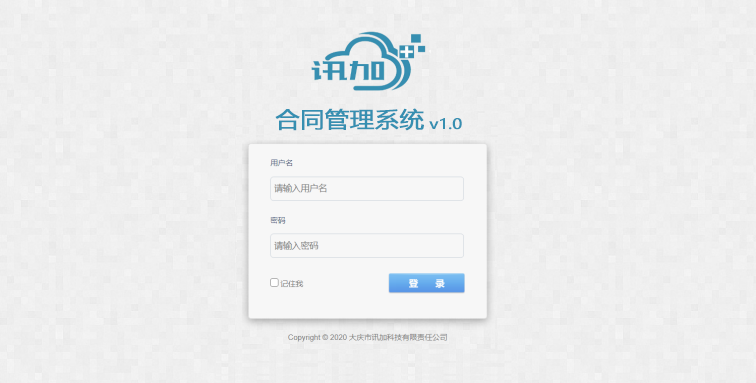 讯加
合同管理系统 v1.0
用户名
请输入用户名
密码
请输入密码
记住我
登 录
Copyright © 2020 大庆市讯加科技有限责任公司